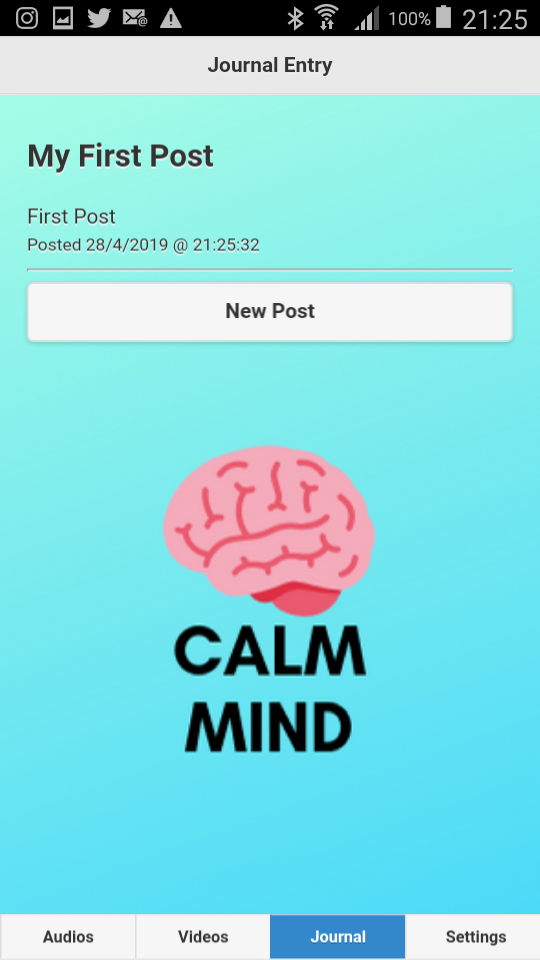 100% 21:25
Journal Entry
My First Post
First Post
Posted 28/4/2019 @ 21:25:32
New Post
CALM
MIND
Audios Videos Journal Settings